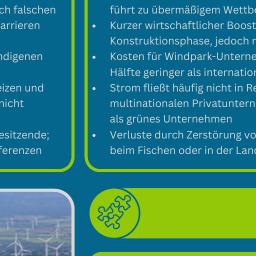 ch falschen
arrieren
ndigenen
eizen und
nicht
esitzende;
ferenzen
führt zu übermäßigem Wettbe
Kurzer wirtschaftlicher Boost
Konstruktionsphase, jedoch n
Kosten für Windpark-Unterne
Hälfte geringer als internation
Strom fließt häufig nicht in Re
multinationalen Privatuntern
als grünes Unternehmen
Verluste durch Zerstörung vo
beim Fischen oder in der Land